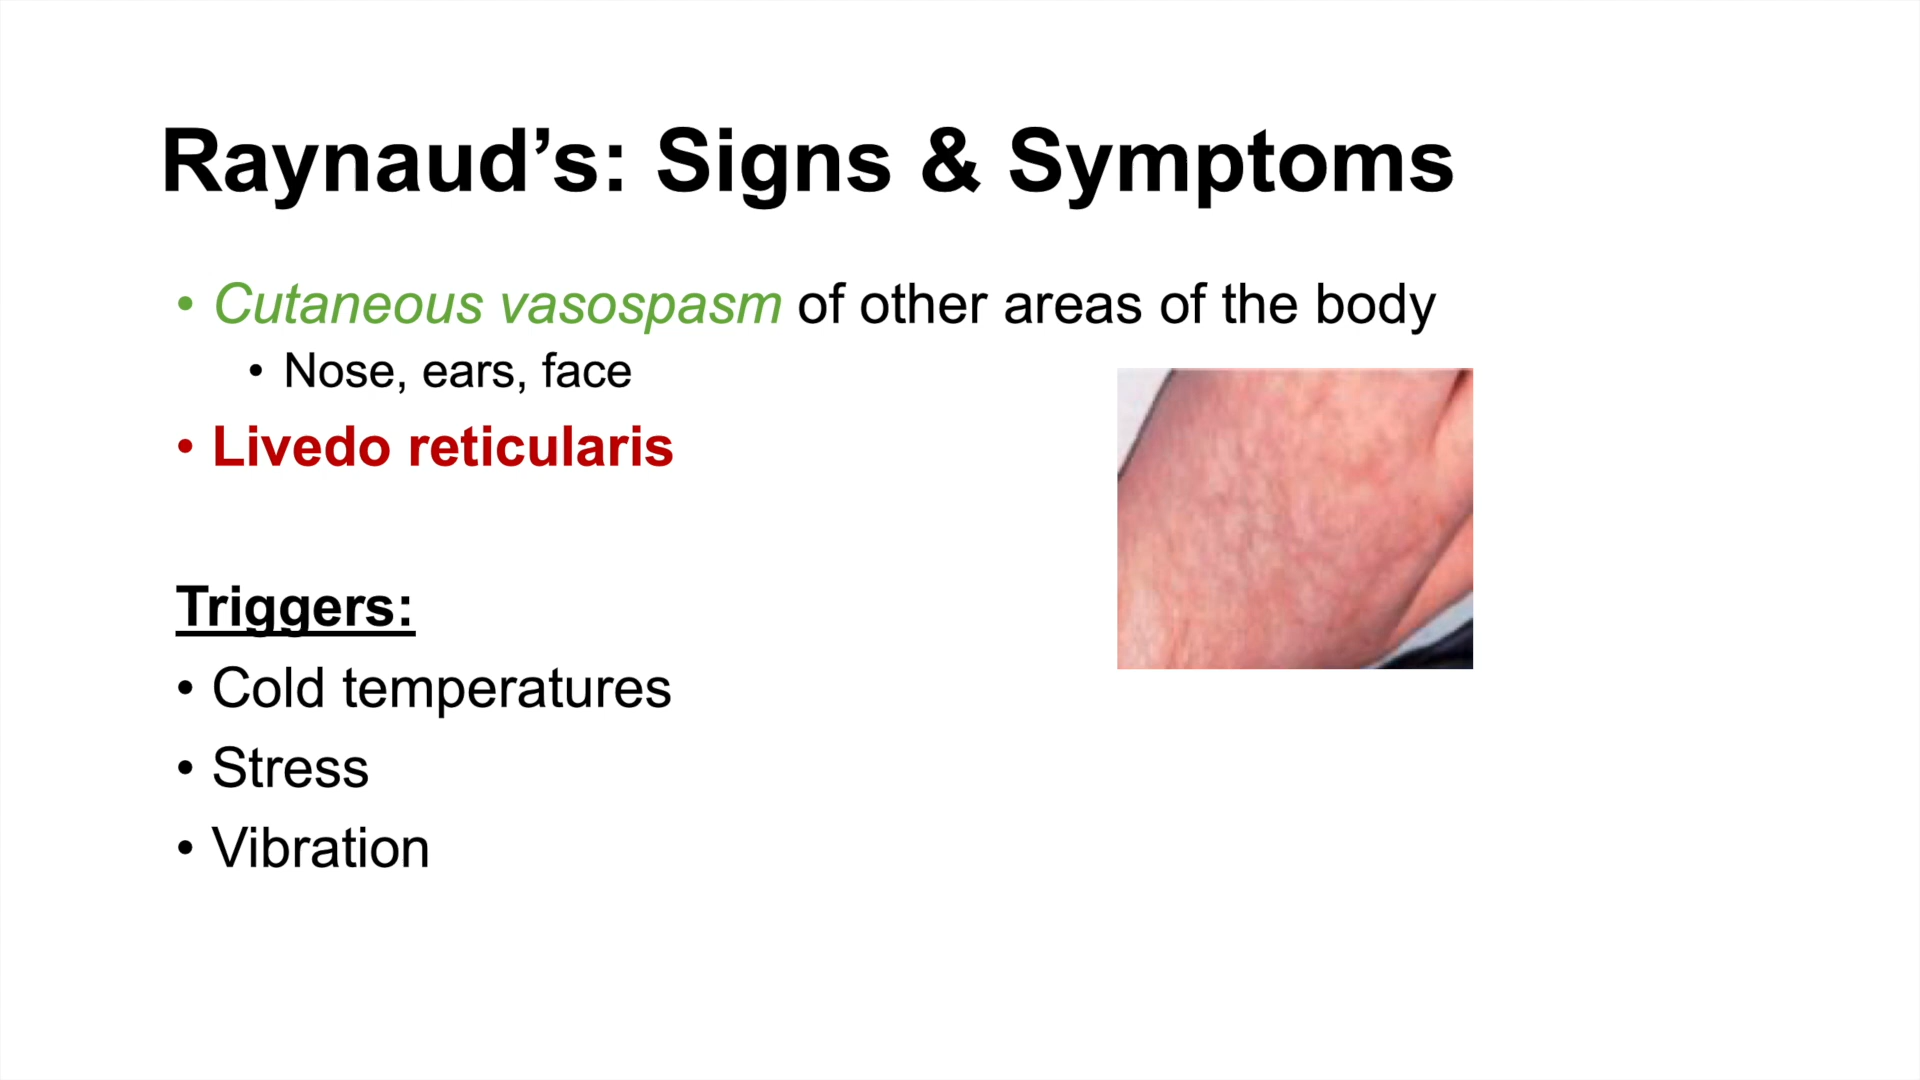 Raynaud’s: Signs & Symptoms
• Cutaneous vasospasm of other areas of the body
• Nose, ears, face
• Livedo reticularis
Triggers:
• Cold temperatures
• Stress
• Vibration